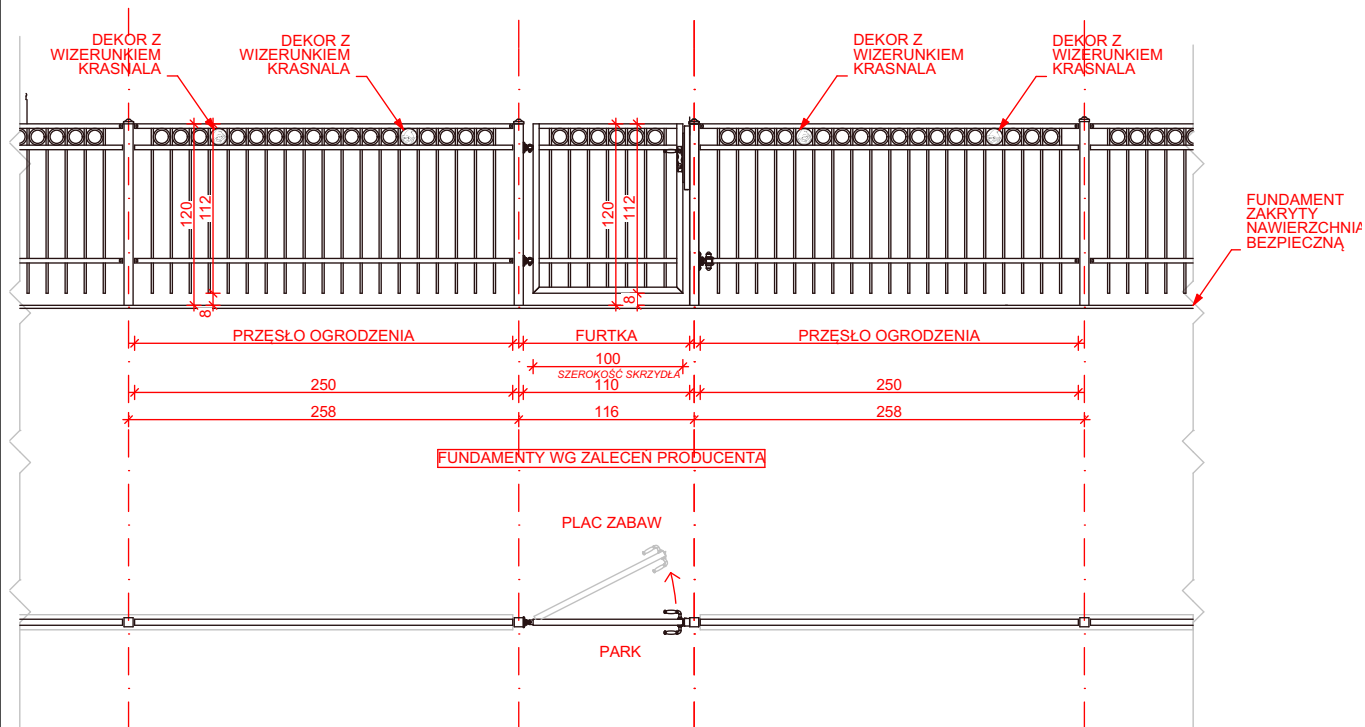 DEKOR Z
WIZERUNKIEM
KRASNALA
DEKOR Z
WIZERUNKIEM
KRASNALA
DEKOR Z
WIZERUNKIEM
KRASNALA
DEKOR Z
WIZERUNKIEM
KRASNALA
120
112
8
120
112
8
FUNDAMENT
ZAKRYTY
NAWIERZCHNIA
BEZPIECZNĄ
PRZĘSŁO OGRODZENIA
FURTKA
PRZĘSŁO OGRODZENIA
100
SZEROKOŚĆ SKRZYDŁA
250
110
250
258
116
258
FUNDAMENTY WG ZALECEŃ PRODUCENTA
PLAC ZABAW
PARK